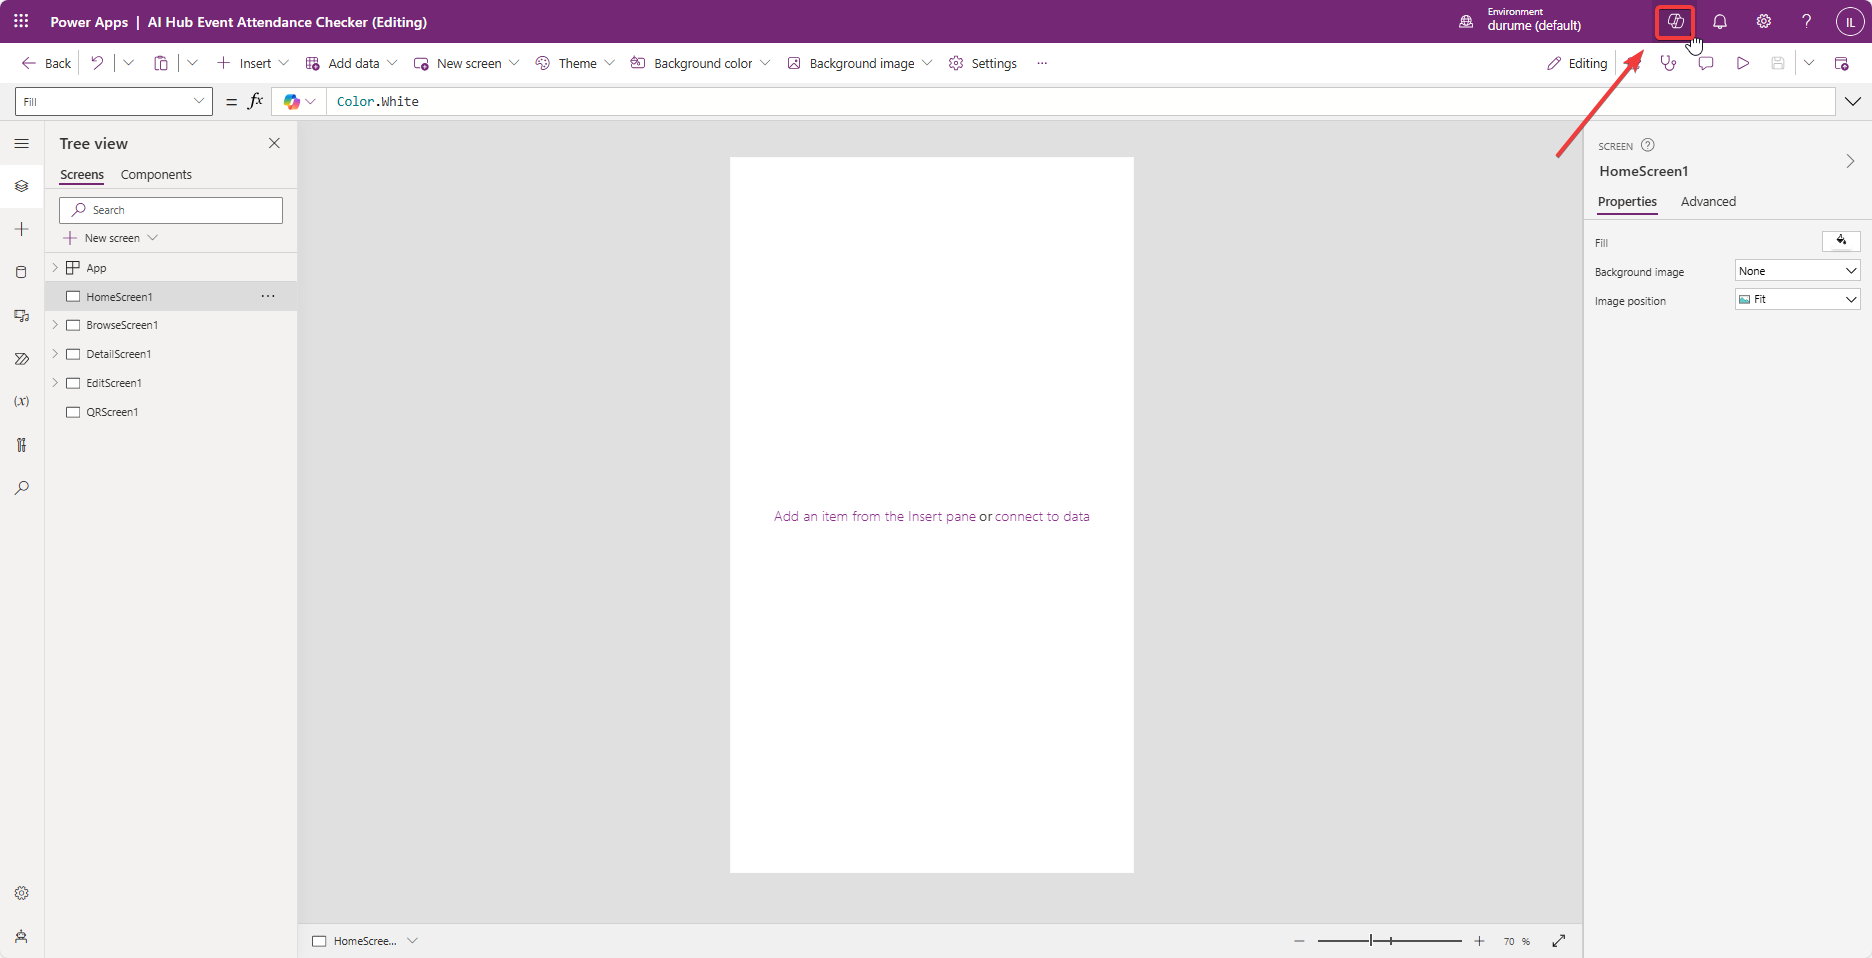 Power Apps | AI Hub Event Attendance Checker (Editing)
Environment
durume (default)
? IL
Back
Insert
Add data
New screen
Theme
Background color
Background image
Settings
...
Editing
Fill
= fx
Color.White
Tree view
Screens Components
Search
New screen
App
HomeScreen1 ...
BrowseScreen1
DetailScreen1
EditScreen1
QRScreen1
(x)
Add an item from the Insert pane or connect to data
SCREEN ?
HomeScreen1
Properties Advanced
Fill
Background image None
Image position Fit
HomeScree...
70 %